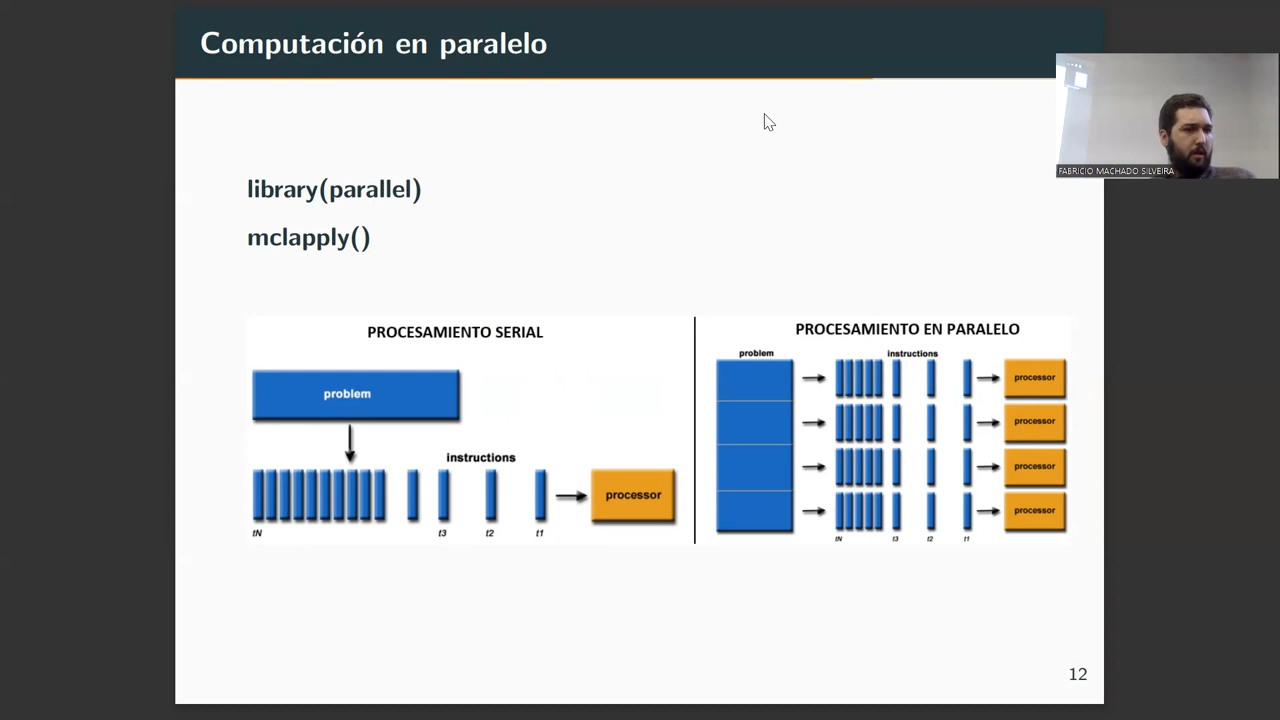 Computación en paralelo
FABRICIO MACHADO SILVEIRA
library(parallel)
mclapply()
PROCESAMIENTO SERIAL
problem
instructions
processor
tN t3 t2 t1
PROCESAMIENTO EN PARALELO
problem instructions
processor
processor
processor
processor
tN t3 t2 t1
12